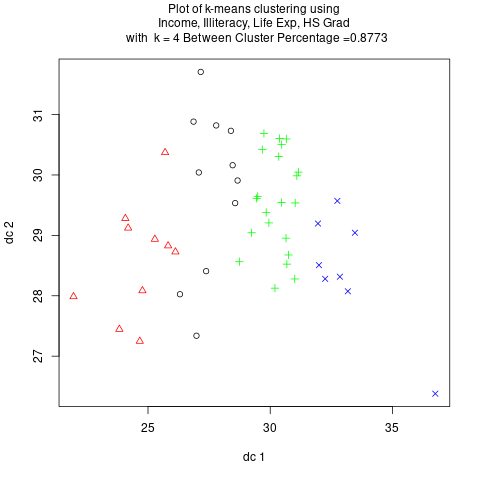 Plot of k-means clustering using
Income, Illiteracy, Life Exp, HS Grad
with k = 4 Between Cluster Percentage =0.8773
31
30
29
28
27
dc 2
25
30
35
dc 1